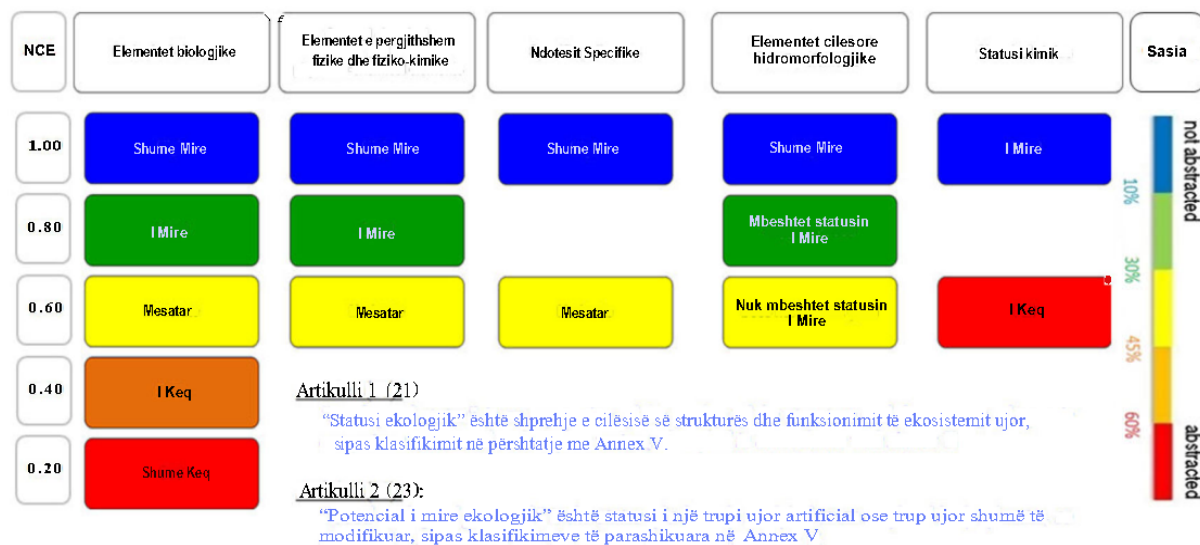 NCE
Elementet biologjike
Elementet e pergjithshem
fizike dhe fiziko-kimike
Ndotesit Specifike
Elementet cilesore
hidromorfologjike
Statusi kimik
Sasia
1.00
Shume Mire
Shume Mire
Shume Mire
Shume Mire
I Mire
not abstracted
10%
0.80
I Mire
I Mire
Mbeshtet statusin
I Mire
30%
0.60
Mesatar
Mesatar
Mesatar
Nuk mbeshtet statusin
I Mire
I Keq
45%
0.40
I Keq
Artikulli 1 (21)
“Statusi ekologjik” është shprehje e cilësisë së strukturës dhe funksionimit të ekosistemit ujor,
sipas klasifikimit në përshtatje me Annex V.
60%
abstracted
0.20
Shume Keq
Artikulli 2 (23):
“Potencial i mire ekologjik” është statusi i një trupi ujor artificial ose trup ujor shumë të
modifikuar, sipas klasifikimeve të parashikuara në Annex V